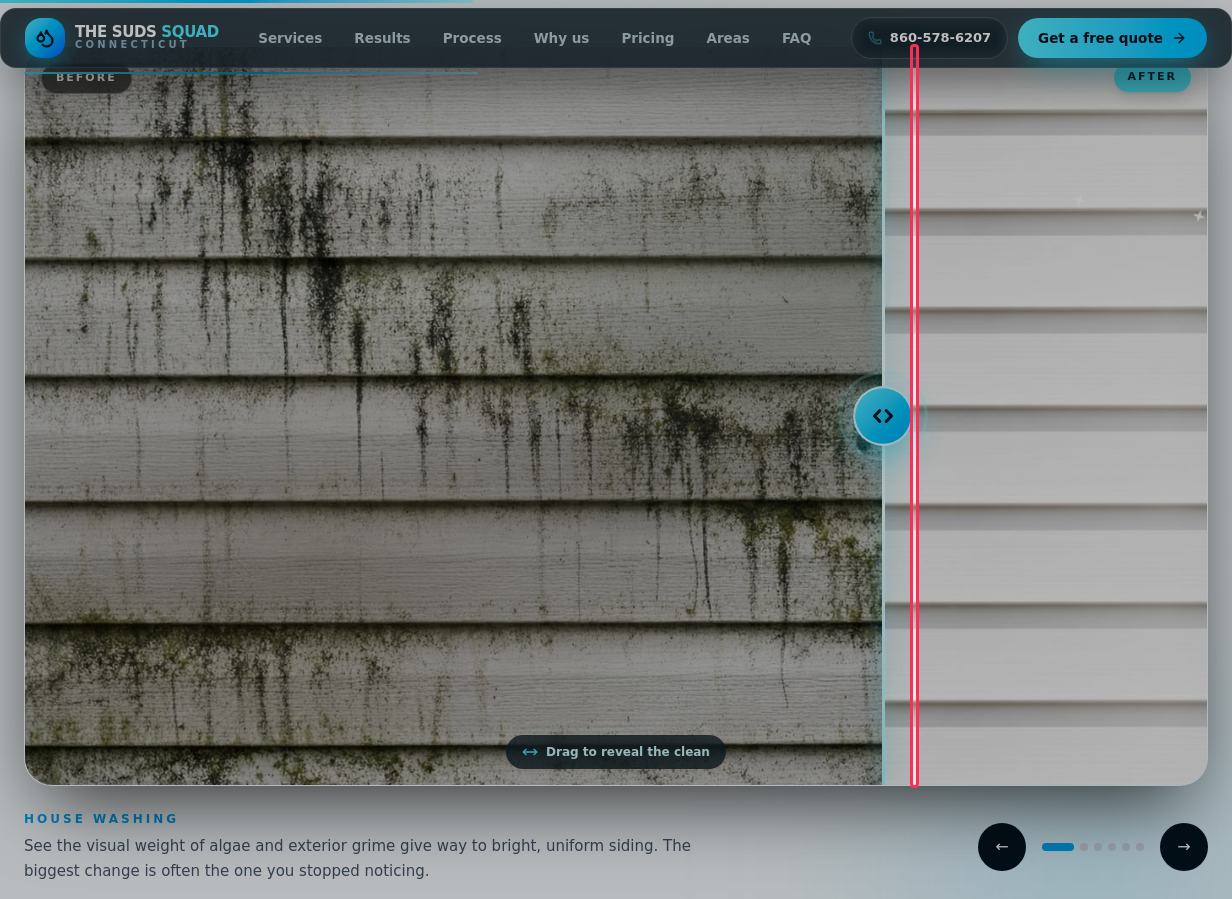 THE SUDS SQUAD
CONNECTICUT
Services
Results
Process
Why us
Pricing
Areas
FAQ
860-578-6207
Get a free quote →
BEFORE
AFTER
Drag to reveal the clean
HOUSE WASHING
See the visual weight of algae and exterior grime give way to bright, uniform siding. The
biggest change is often the one you stopped noticing.